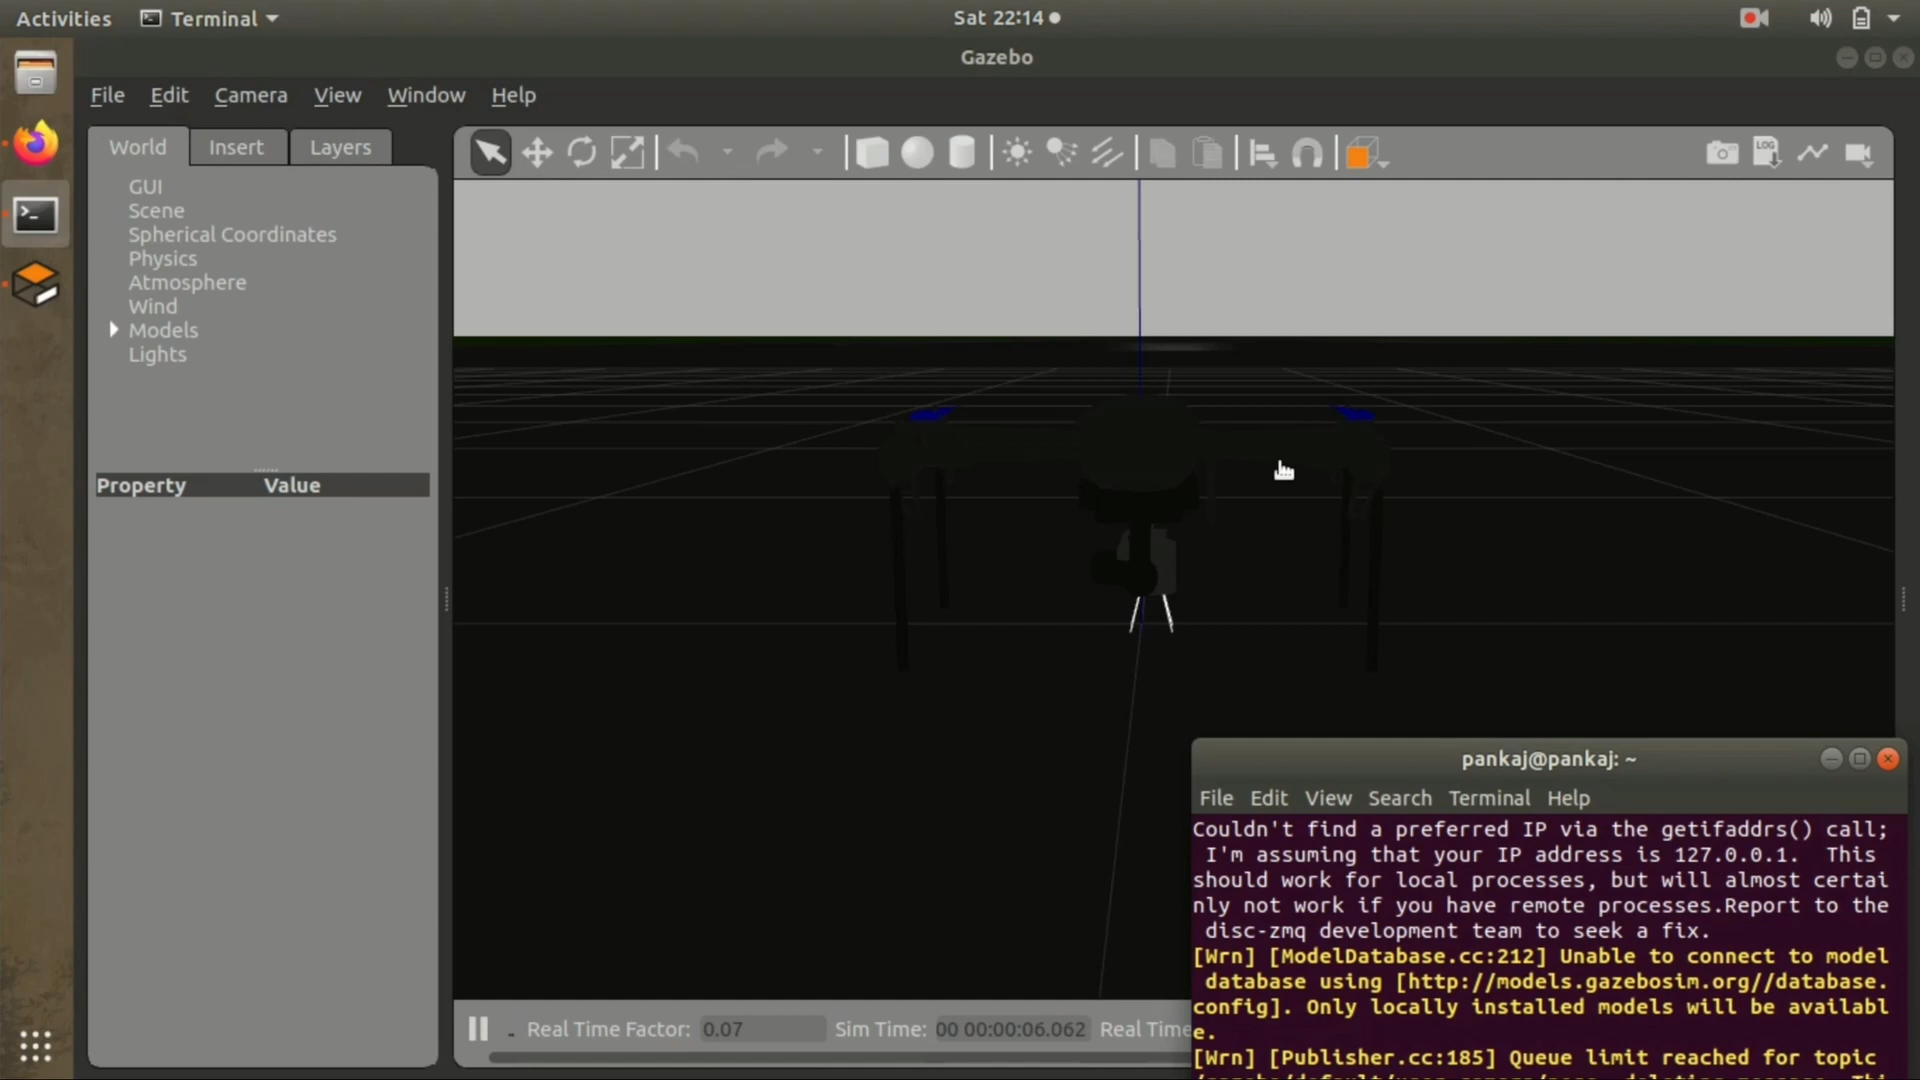 Activities
Terminal
Sat 22:14
Gazebo
File Edit Camera View Window Help
World Insert Layers
GUI
Scene
Spherical Coordinates
Physics
Atmosphere
Wind
Models
Lights
Property Value
LOG
Real Time Factor: 0.07 Sim Time: 00 00:00:06.062 Real Time
pankaj@pankaj: ~
File Edit View Search Terminal Help
Couldn't find a preferred IP via the getifaddrs() call;
I'm assuming that your IP address is 127.0.0.1. This
should work for local processes, but will almost certai
nly not work if you have remote processes.Report to the
disc-zmq development team to seek a fix.
[Wrn] [ModelDatabase.cc:212] Unable to connect to model
database using [http://models.gazebosim.org//database.
config]. Only locally installed models will be availabl
e.
[Wrn] [Publisher.cc:185] Queue limit reached for topic